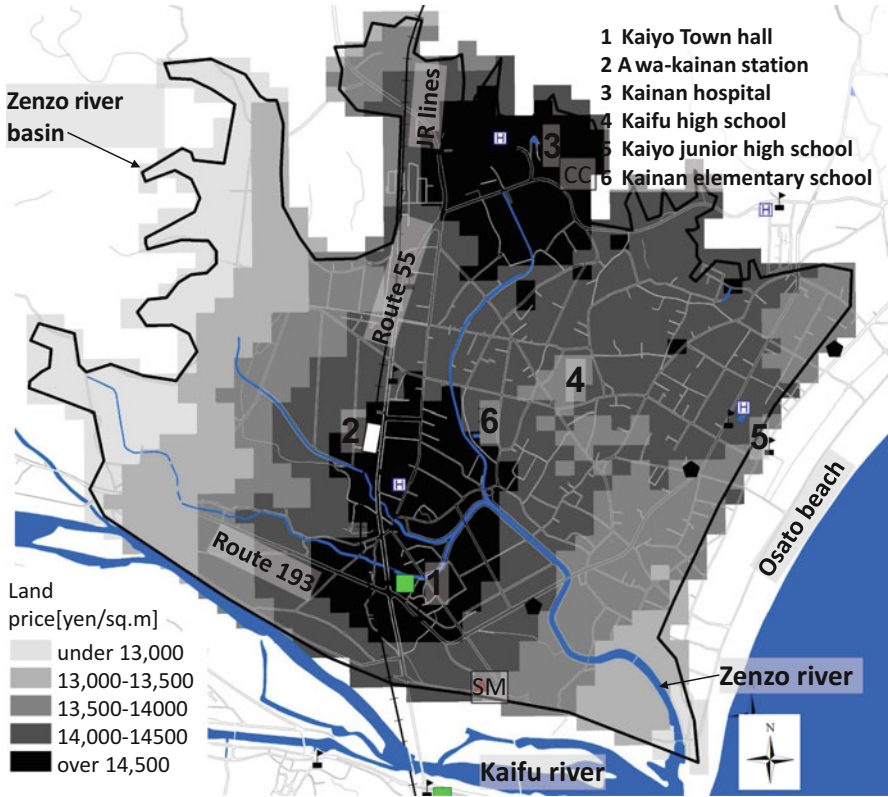 1 Kaiyo Town hall
2 Awa-kainan station
3 Kainan hospital
4 Kaifu high school
5 Kaiyo junior high school
6 Kainan elementary school
Zenzo river
basin
JR lines
H
3
CC
H
Route 55
4
2
6
H
5
H
Osato beach
Route 193
1
Land
price[yen/sq.m]
under 13,000
13,000-13,500
13,500-14000
14,000-14500
over 14,500
SM
Zenzo river
N
Kaifu river